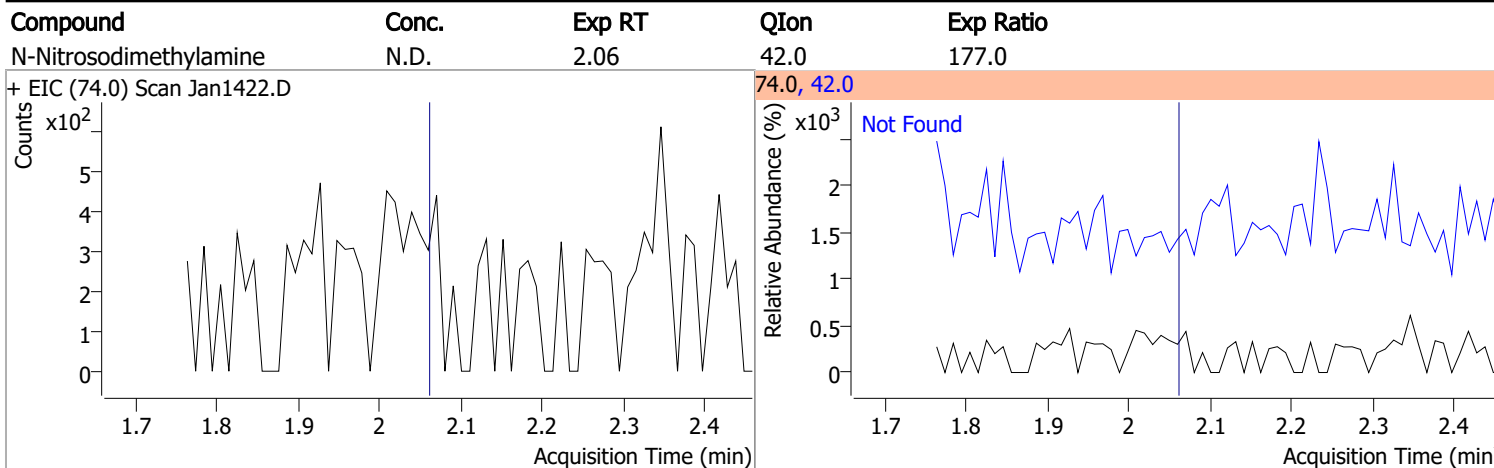 Compound Conc. Exp RT QIon Exp Ratio
N-Nitrosodimethylamine N.D. 2.06 42.0 177.0
+ EIC (74.0) Scan Jan1422.D
Counts
x10²
5
4
3
2
1
0
1.7 1.8 1.9 2 2.1 2.2 2.3 2.4
Acquisition Time (min)
74.0, 42.0
Relative Abundance (%)
x10³
Not Found
2
1.5
1
0.5
0
1.7 1.8 1.9 2 2.1 2.2 2.3 2.4
Acquisition Time (min